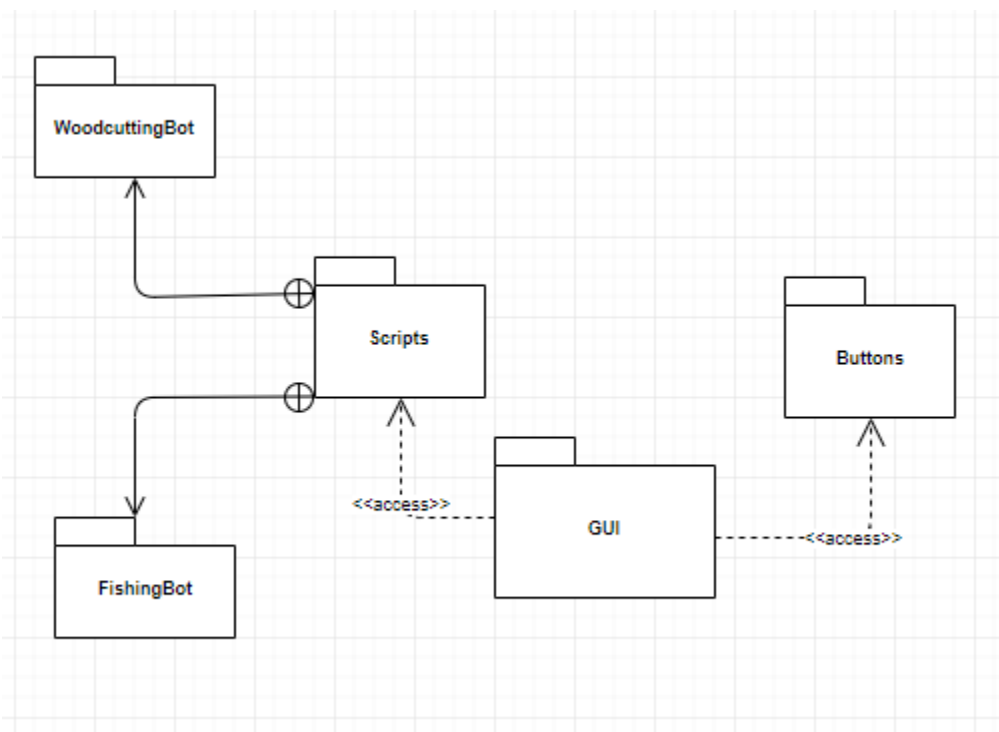 WoodcuttingBot
Scripts
Buttons
<<access>>
GUI
<<access>>
FishingBot